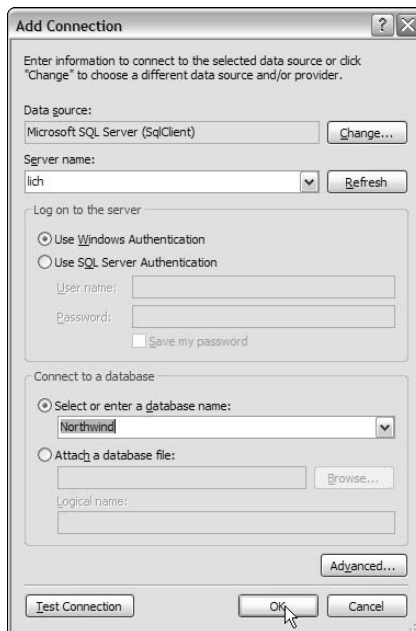 Add Connection
Enter information to connect to the selected data source or click
"Change" to choose a different data source and/or provider.
Data source:
Microsoft SQL Server (SqlClient)
Change...
Server name:
lich
Refresh
Log on to the server
Use Windows Authentication
Use SQL Server Authentication
User name:
Password:
Save my password
Connect to a database
Select or enter a database name:
Northwind
Attach a database file:
Browse...
Logical name:
Advanced...
Test Connection
OK
Cancel